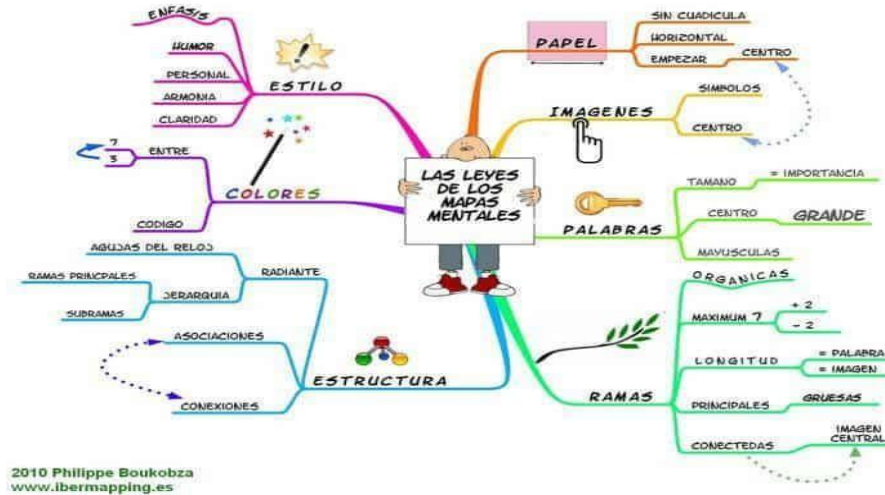 LAS LEYES
DE LOS
MAPAS
MENTALES
PAPEL
SIN CUADICULA
HORIZONTAL
EMPEZAR
CENTRO
IMAGENES
SIMBOLOS
CENTRO
PALABRAS
TAMANO
= IMPORTANCIA
CENTRO
GRANDE
MAYUSCULAS
RAMAS
ORGANICAS
MAXIMUM 7
+ 2
- 2
LONGITUD
= PALABRA
= IMAGEN
PRINCIPALES
GRUESAS
CONECTEDAS
IMAGEN
CENTRAL
ESTRUCTURA
RADIANTE
AGUJAS DEL RELOJ
JERARQUIA
RAMAS PRINCPALES
SUBRAMAS
ASOCIACIONES
CONEXIONES
COLORES
ENTRE
7
3
CODIGO
ESTILO
ENFASIS
HUMOR
PERSONAL
ARMONIA
CLARIDAD
2010 Philippe Boukobza
www.ibermapping.es